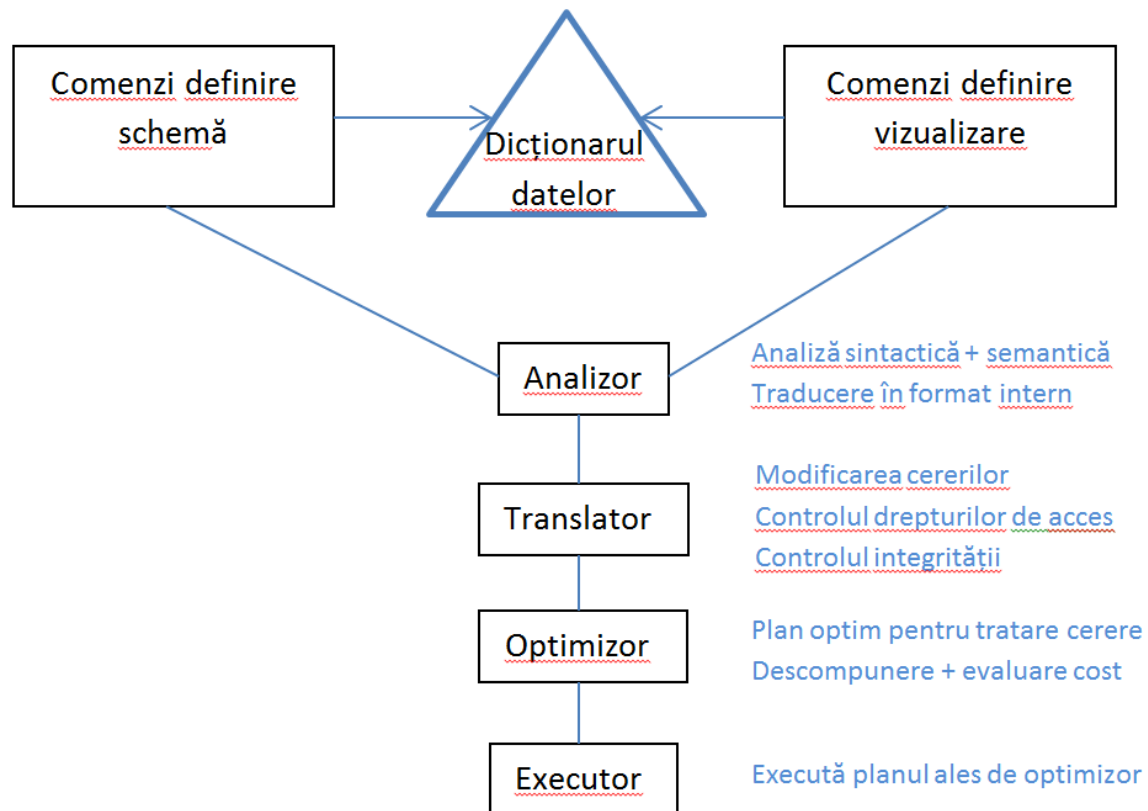 Comenzi definire
schemă
Dicționarul
datelor
Comenzi definire
vizualizare
Analizor
Analiză sintactică + semantică
Traducere în format intern
Translator
Modificarea cererilor
Controlul drepturilor de acces
Controlul integrității
Optimizor
Plan optim pentru tratare cerere
Descompunere + evaluare cost
Executor
Execută planul ales de optimizor